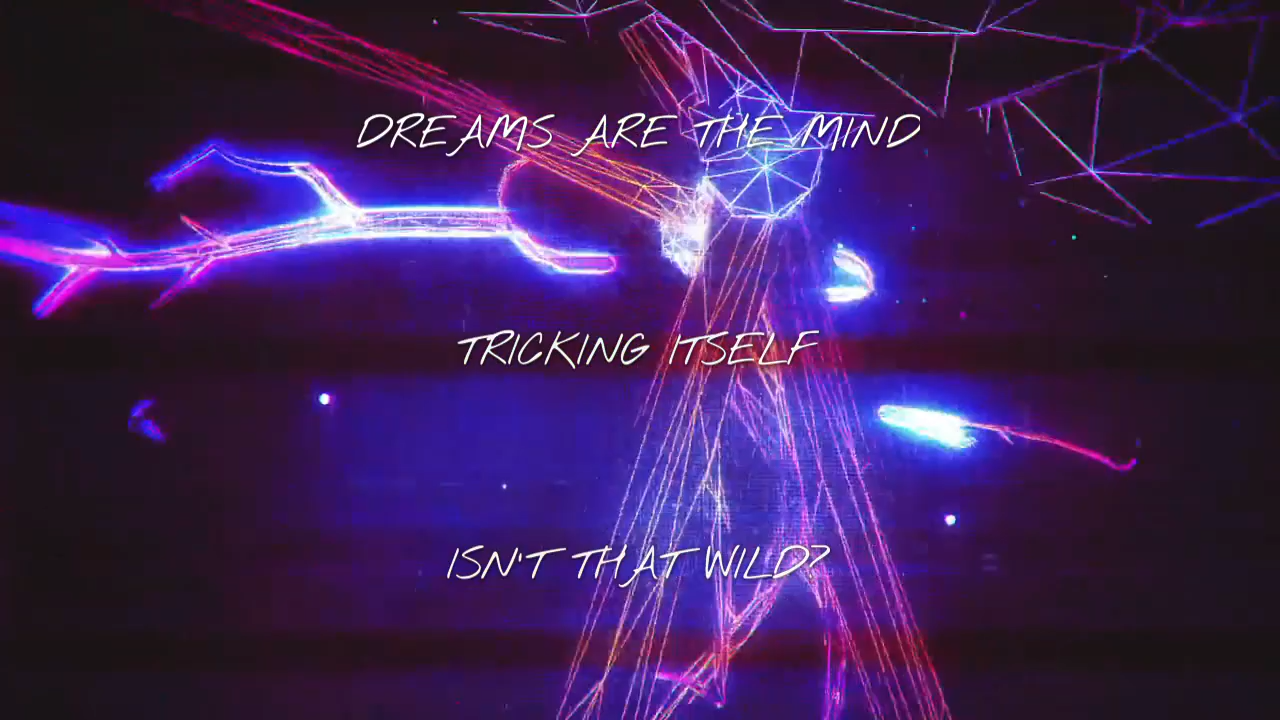 DREAMS ARE THE MIND
TRICKING ITSELF
ISN'T THAT WILD?